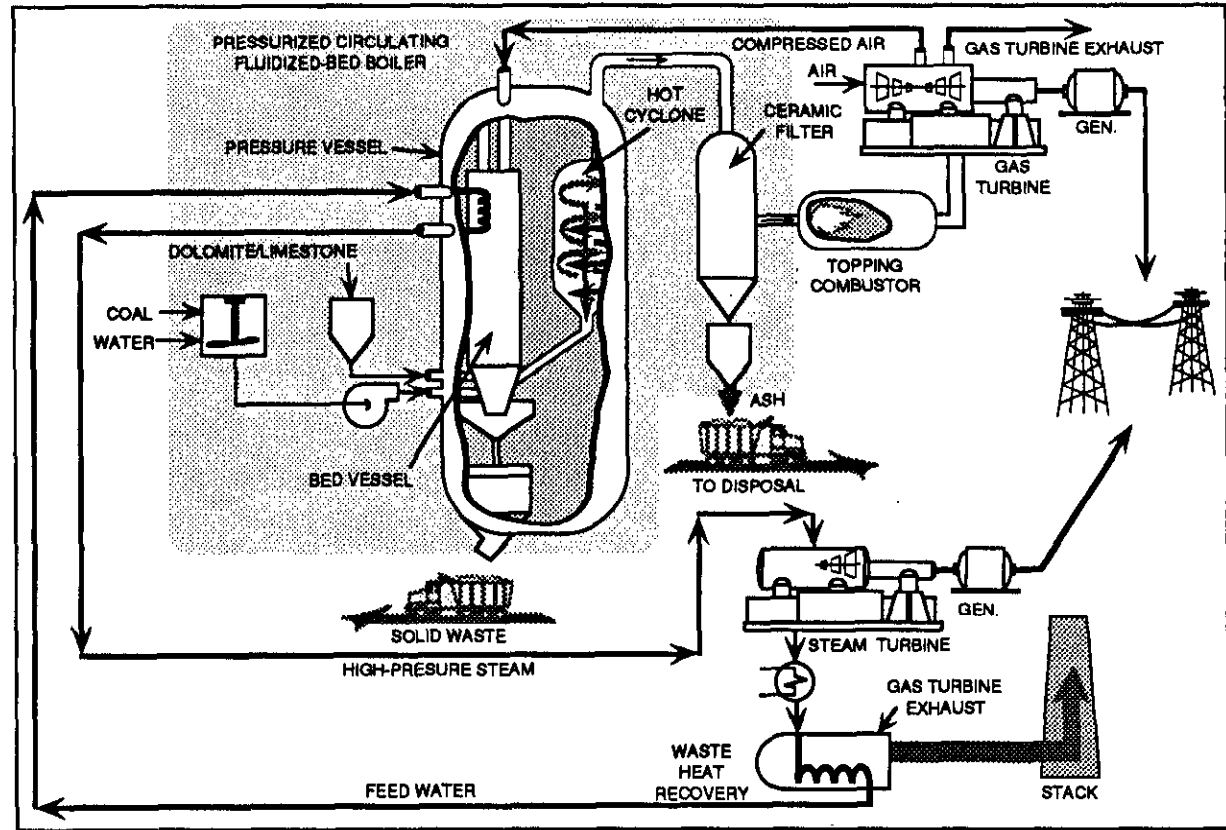 PRESSURIZED CIRCULATING
FLUIDIZED-BED BOILER
COMPRESSED AIR
GAS TURBINE EXHAUST
AIR
HOT
CYCLONE
CERAMIC
FILTER
GEN.
PRESSURE VESSEL
GAS
TURBINE
DOLOMITE/LIMESTONE
TOPPING
COMBUSTOR
COAL
WATER
ASH
BED VESSEL
TO DISPOSAL
GEN.
SOLID WASTE
STEAM TURBINE
HIGH-PRESURE STEAM
GAS TURBINE
EXHAUST
WASTE
HEAT
RECOVERY
FEED WATER
STACK